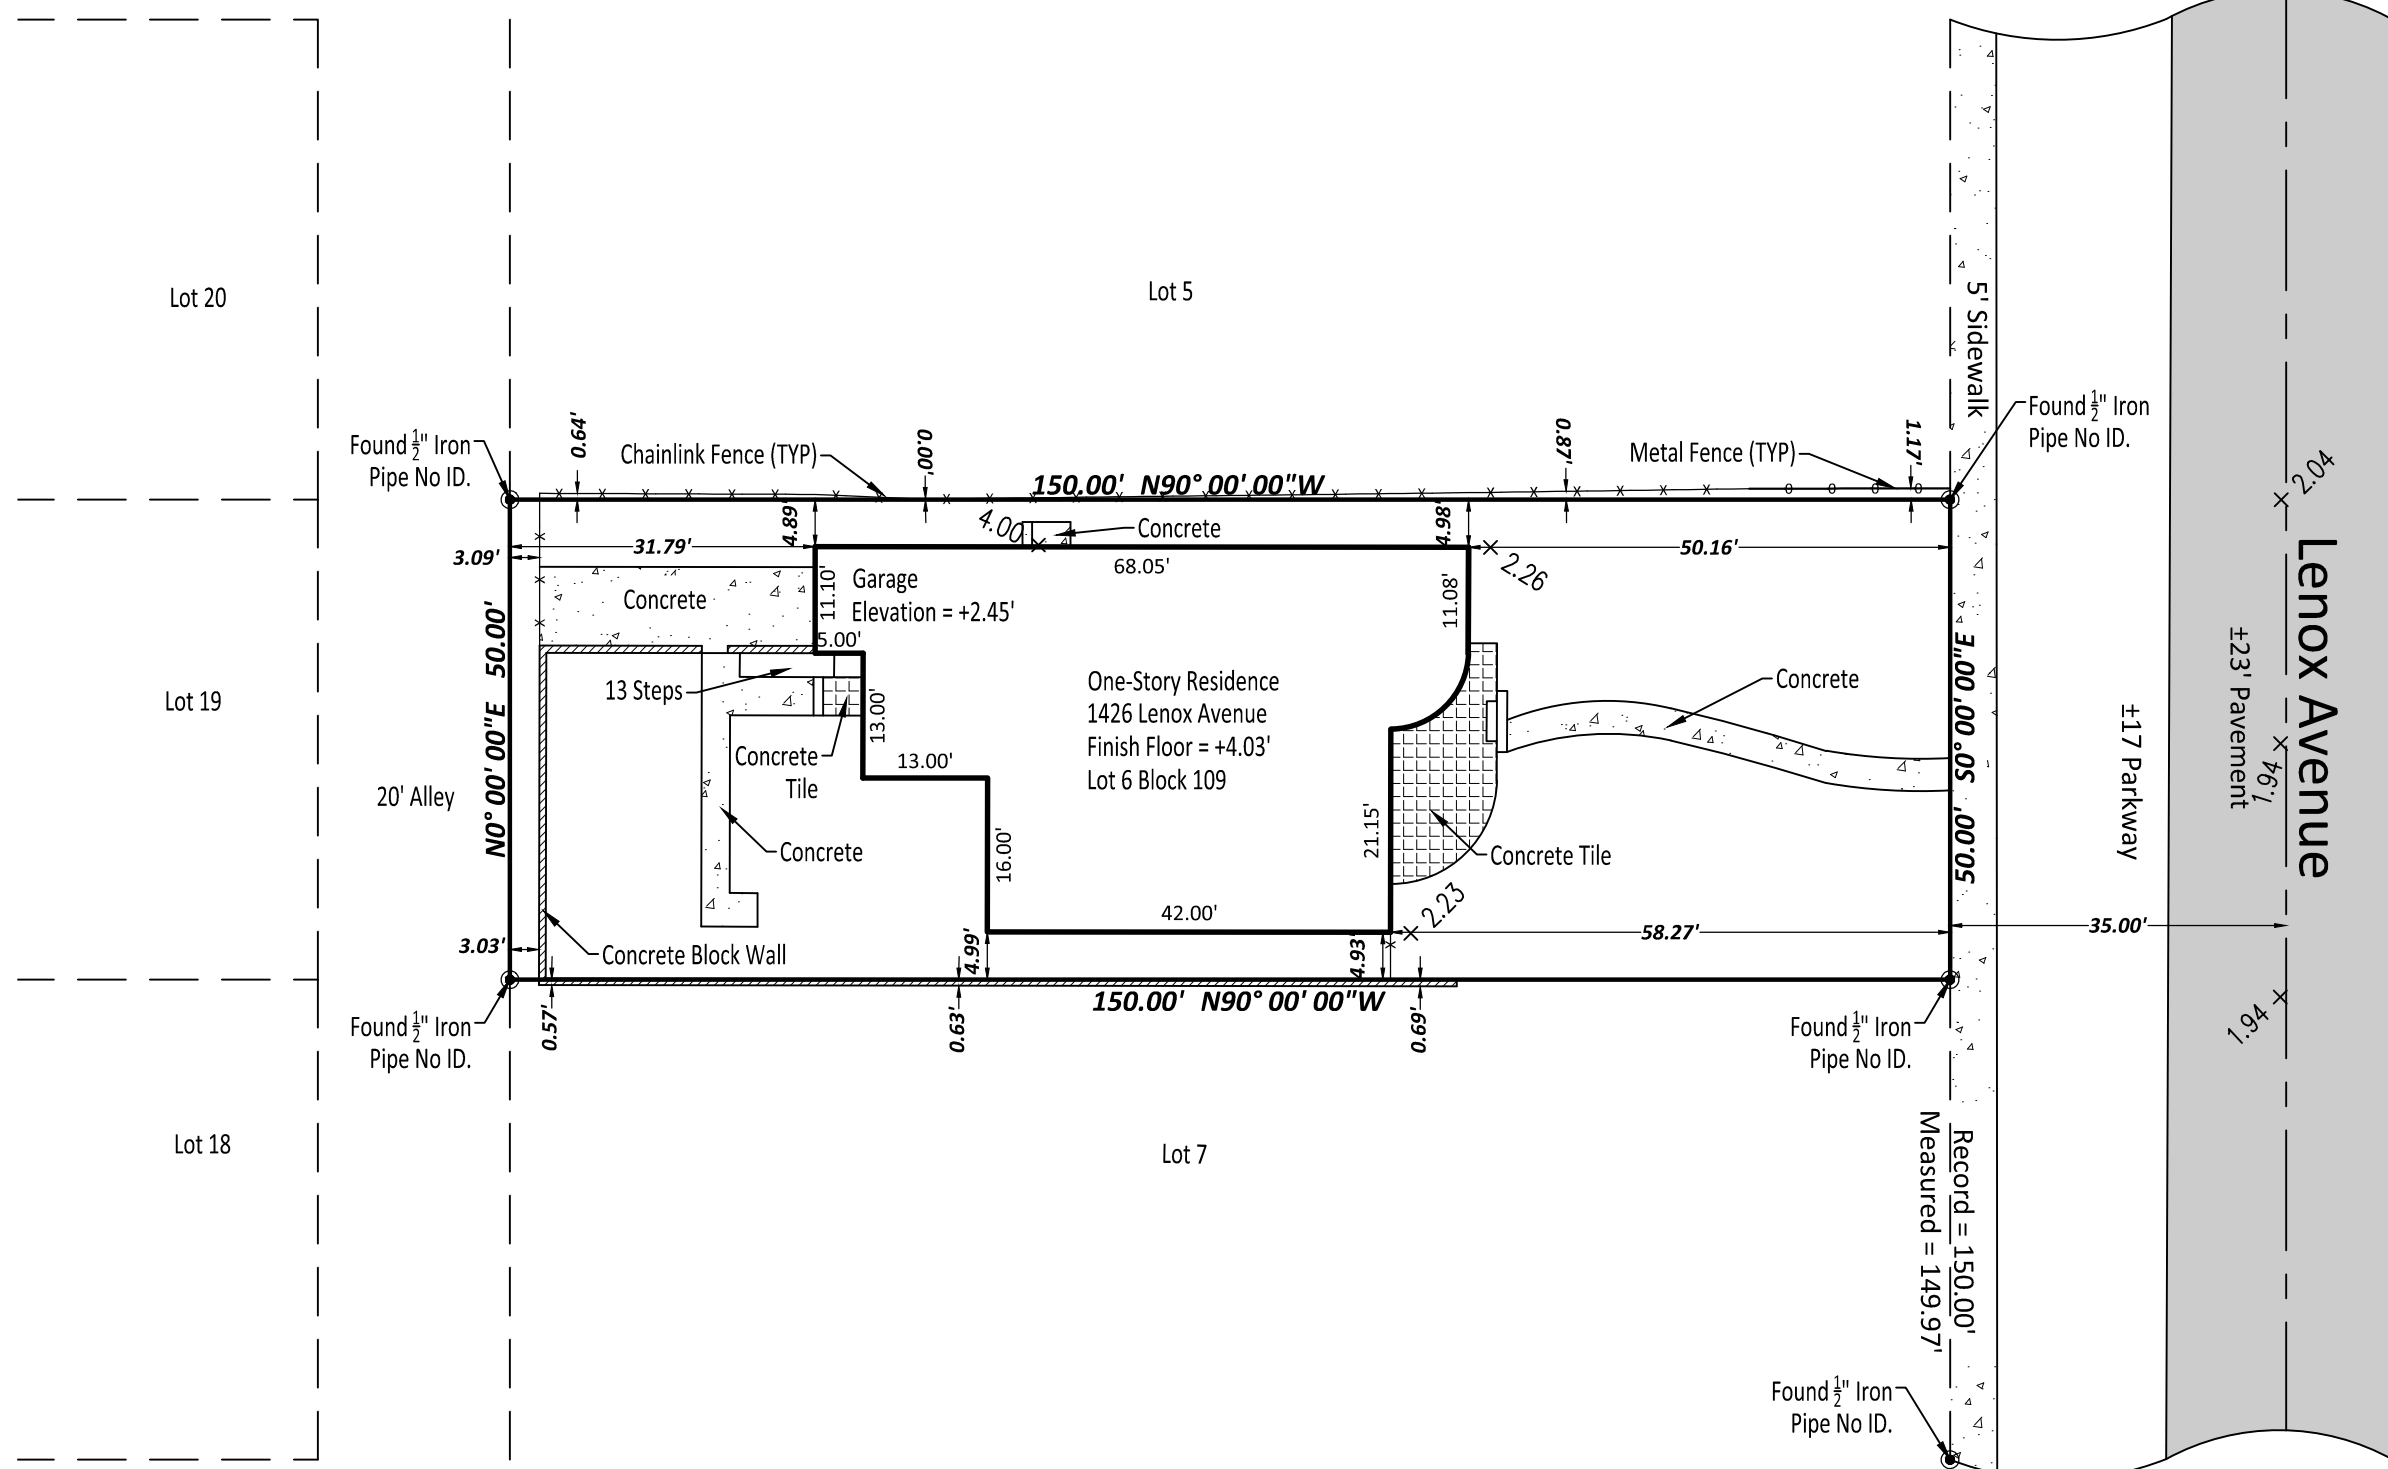 Lot 20
Lot 5
5' Sidewalk
Found 1/2" Iron
Pipe No ID.
Found 1/2" Iron
Pipe No ID.
0.64'
Chainlink Fence (TYP)
0.00'
0.87'
Metal Fence (TYP)
1.17'
150.00' N90° 00' 00"W
2.04
4.89'
4.00
Concrete
4.98'
3.09'
31.79'
50.16'
68.05'
2.26
Concrete
11.10'
Garage
Elevation = +2.45'
11.08'
5.00'
N0° 00' 00"E 50.00'
Lot 19
13 Steps
13.00'
One-Story Residence
1426 Lenox Avenue
Finish Floor = +4.03'
Lot 6 Block 109
Concrete
50.00' S0° 00' 00"E
±17 Parkway
±23' Pavement
1.94
Lenox Avenue
Concrete
Tile
13.00'
20' Alley
Concrete
16.00'
21.15'
Concrete Tile
2.23
42.00'
3.03'
Concrete Block Wall
4.99'
4.93'
58.27'
35.00'
150.00' N90° 00' 00"W
0.57'
0.63'
0.69'
1.94
Found 1/2" Iron
Pipe No ID.
Found 1/2" Iron
Pipe No ID.
Lot 18
Lot 7
Record = 150.00'
Measured = 149.97'
Found 1/2" Iron
Pipe No ID.